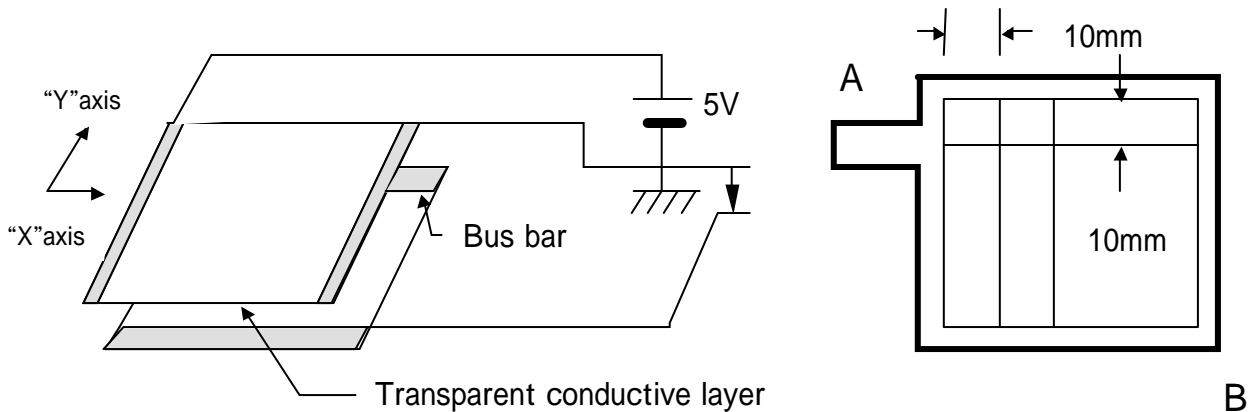 “Y”axis
“X”axis
5V
Bus bar
Transparent conductive layer
A
10mm
10mm
B